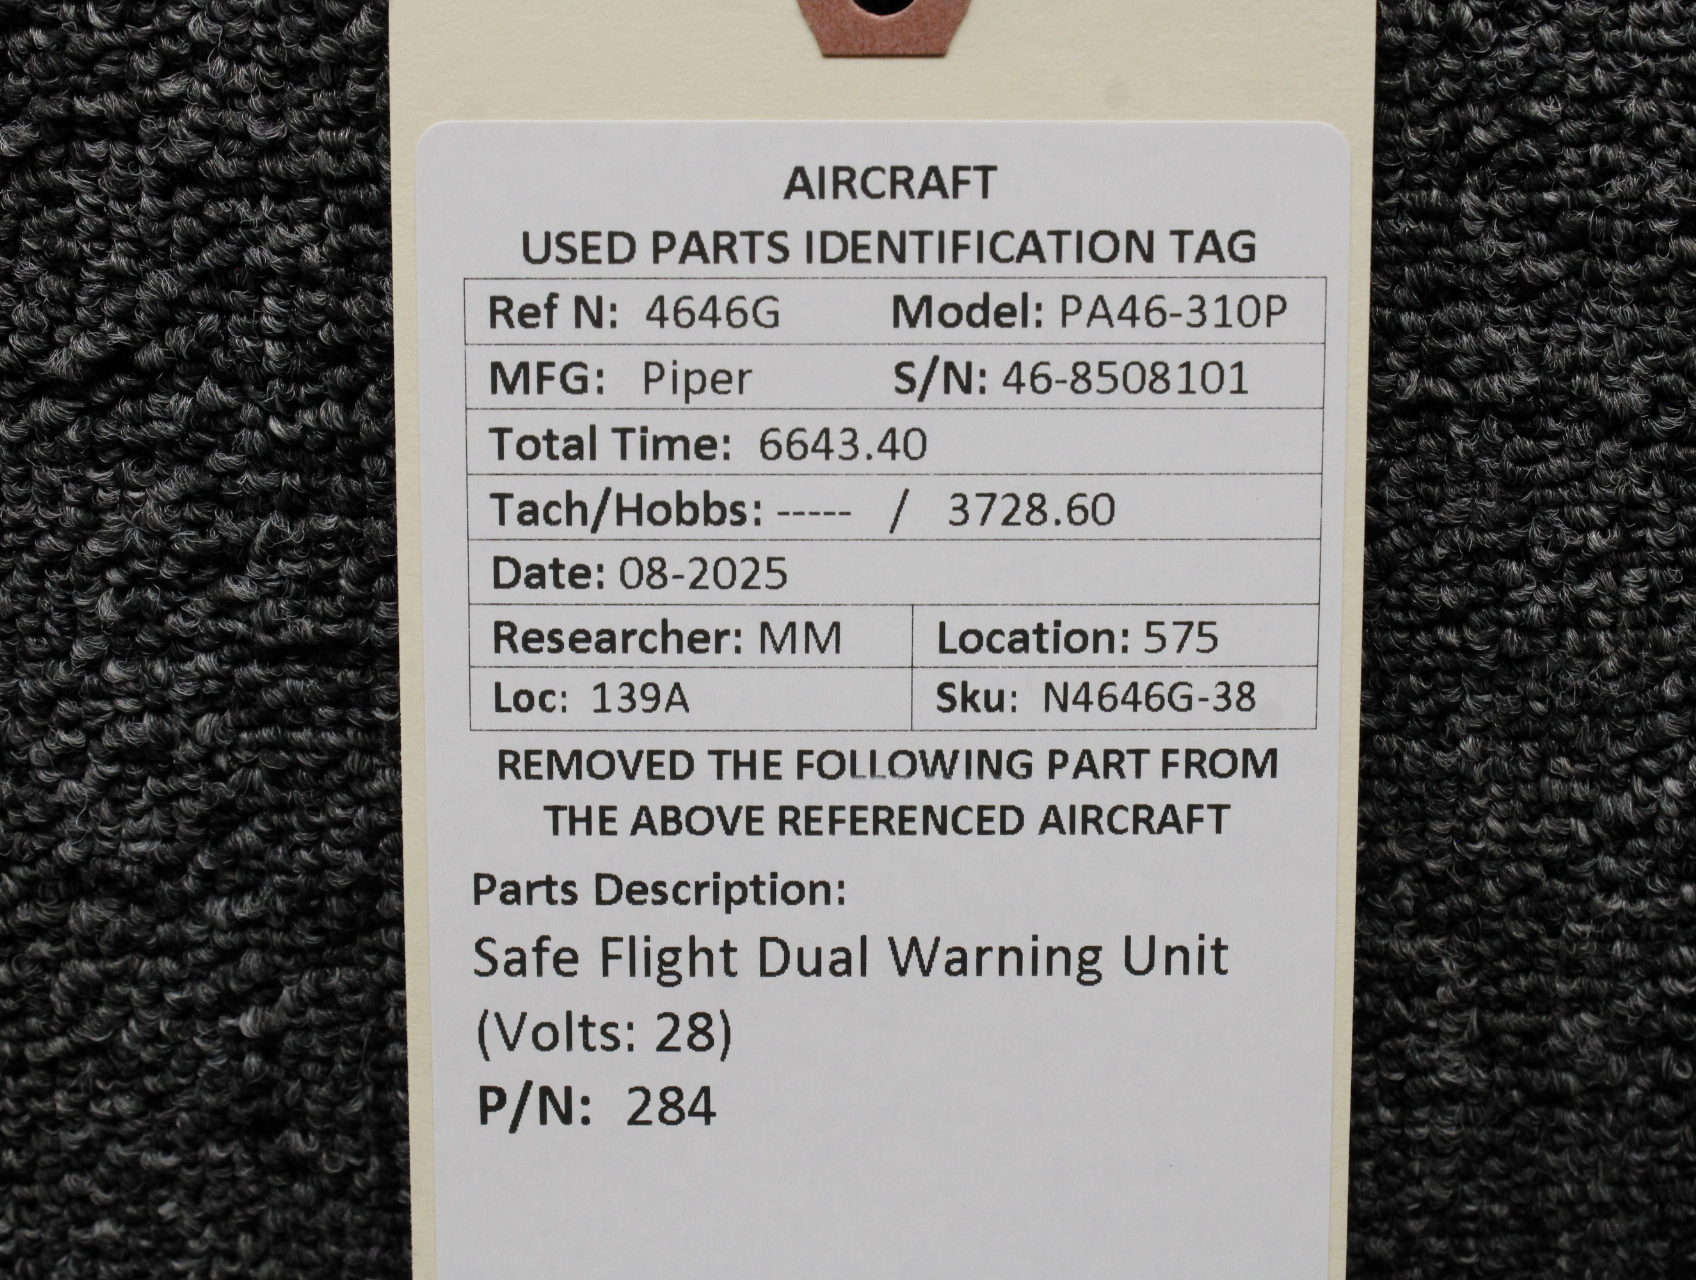 AIRCRAFT
USED PARTS IDENTIFICATION TAG
Ref N: 4646G Model: PA46-310P
MFG: Piper S/N: 46-8508101
Total Time: 6643.40
Tach/Hobbs: ----- / 3728.60
Date: 08-2025
Researcher: MM Location: 575
Loc: 139A Sku: N4646G-38
REMOVED THE FOLLOWING PART FROM
THE ABOVE REFERENCED AIRCRAFT
Parts Description:
Safe Flight Dual Warning Unit
(Volts: 28)
P/N: 284